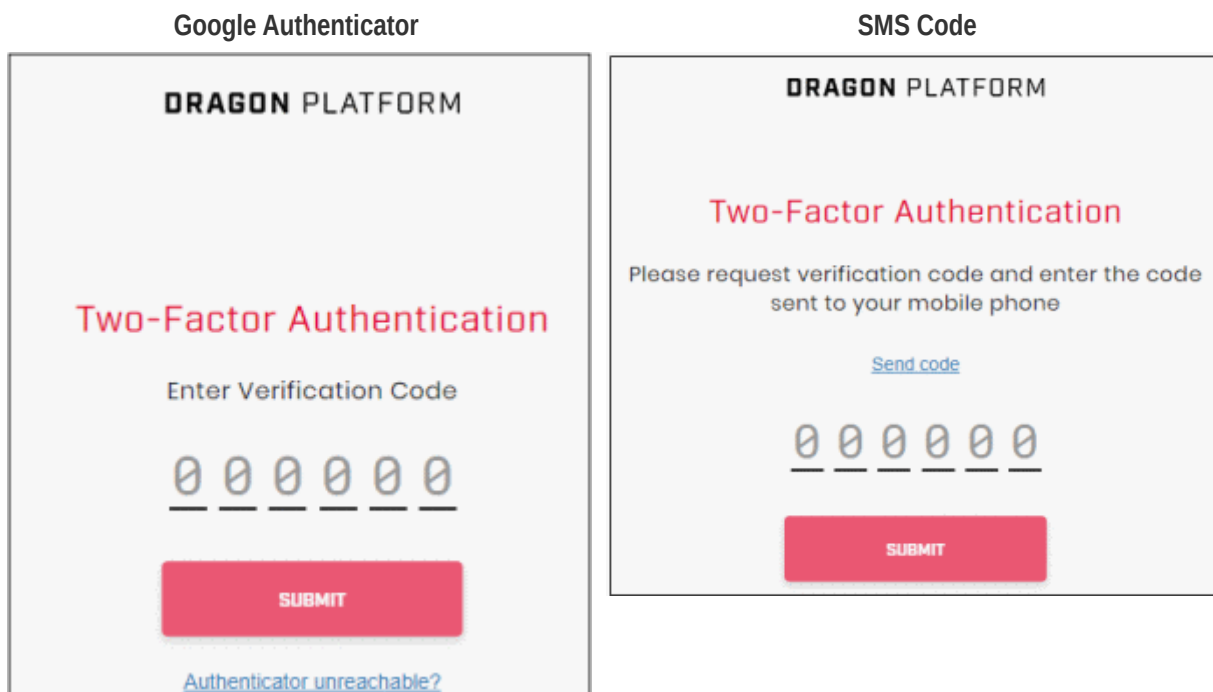 Google Authenticator
DRAGON PLATFORM
Two-Factor Authentication
Enter Verification Code
000000
SUBMIT
Authenticator unreachable?
SMS Code
DRAGON PLATFORM
Two-Factor Authentication
Please request verification code and enter the code
sent to your mobile phone
Send code
000000
SUBMIT